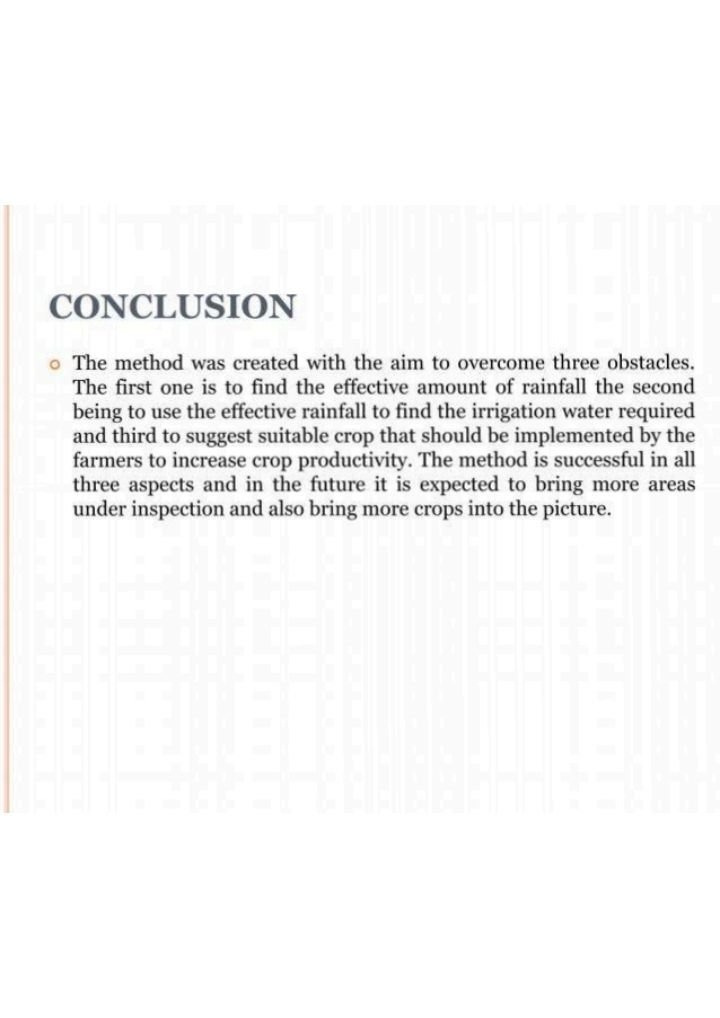 CONCLUSION
The method was created with the aim to overcome three obstacles.
The first one is to find the effective amount of rainfall the second
being to use the effective rainfall to find the irrigation water required
and third to suggest suitable crop that should be implemented by the
farmers to increase crop productivity. The method is successful in all
three aspects and in the future it is expected to bring more areas
under inspection and also bring more crops into the picture.